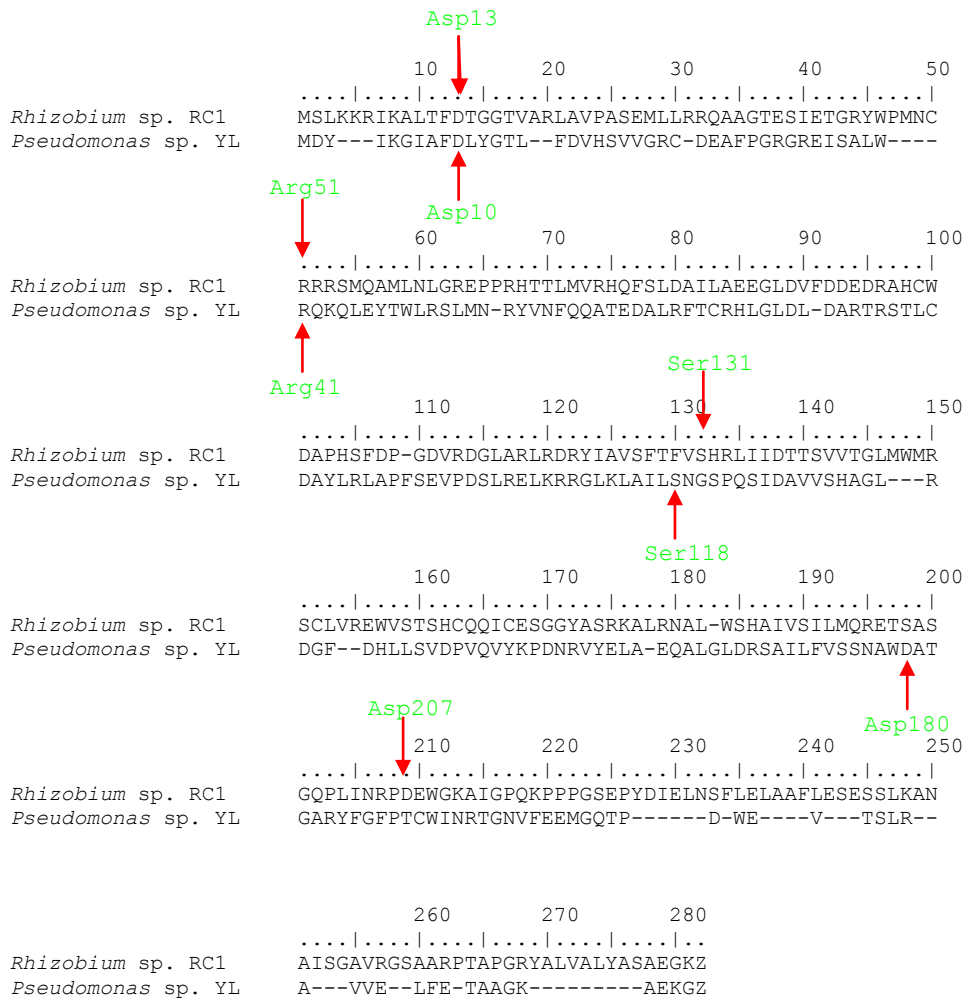 Asp13
10 20 30 40 50
....|....|....|....|....|....|....|....|....|....|
Rhizobium sp. RC1 MSLKKRIKALTFDTGGTVARLAVPASEMLLRRQAAGTESIETGRYWPMNC
Pseudomonas sp. YL MDY---IKGIAFDLYGTL--FDVHSVVGRC-DEAFPGRGREISALW----
Arg51 Asp10
60 70 80 90 100
....|....|....|....|....|....|....|....|....|....|
Rhizobium sp. RC1 RRRSMQAMLNLGREPPRHTTLMVRHQFSLDAILAEEGLDVFDDEDRAHCW
Pseudomonas sp. YL RQKQLEYTWLRSLMN-RYVNFQQATEDALRFTCRHLGLDLD-DARTRSTLC
Arg41 Ser131
110 120 130 140 150
....|....|....|....|....|....|....|....|....|....|
Rhizobium sp. RC1 DAPHSFDP-GDVRDGLARLRDRYIAVSFTFVSHRLIIDTTSVVTGLMWMR
Pseudomonas sp. YL DAYLRLAPFSEVPDSLRELKRRGLKLAILSNGSPQSIDAVVSHAGL---R
Ser118
160 170 180 190 200
....|....|....|....|....|....|....|....|....|....|
Rhizobium sp. RC1 SCLVREWVSTSHCQQICESGGYASRKALRNAL-WSHAIVSILMQRETSAS
Pseudomonas sp. YL DGF--DHLLSVDPVQVYKPDNRVYELA-EQALGLDRSAILFVSSNAWDAT
Asp207 Asp180
210 220 230 240 250
....|....|....|....|....|....|....|....|....|....|
Rhizobium sp. RC1 GQPLINRPDEWGKAIGPQKPPPGSEPYDIELNSFLELAAFLESESSLKAN
Pseudomonas sp. YL GARYFGFPTCWINRTGNVFEEMGQTP------D-WE----V---TSLR--
260 270 280
....|....|....|....|....|....|..
Rhizobium sp. RC1 AISGAVRGSAARPTAPGRYALVALYASAEGKZ
Pseudomonas sp. YL A---VVE--LFE-TAAGK---------AEKGZ